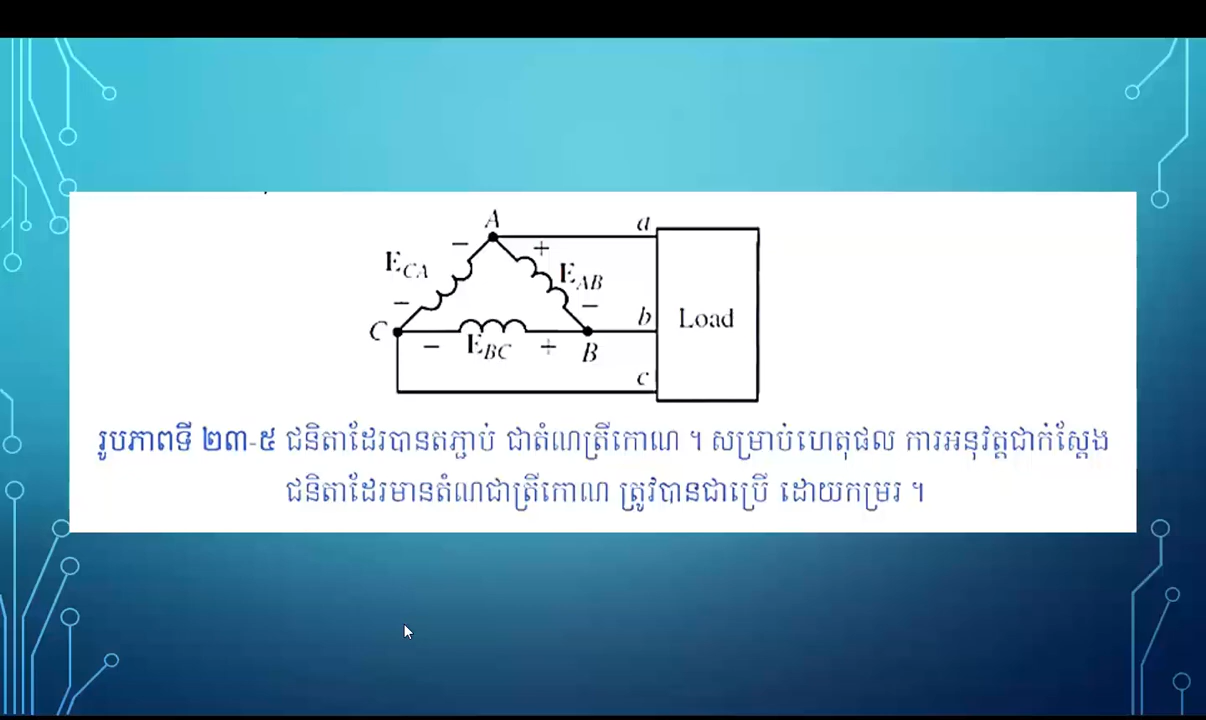 A
a
−
+
E_CA
E_AB
−
−
C
b
Load
−
E_BC
+
B
c
រូបភាពទី ២៣-៥ ជនិតាដែរបានតភ្ជាប់ ជាតំណត្រីកោណ ។ សម្រាប់ហេតុផល ការអនុវត្តជាក់ស្តែង
ជនិតាដែរមានតំណជាត្រីកោណ ត្រូវបានជាប្រើ ដោយកម្ររ ។